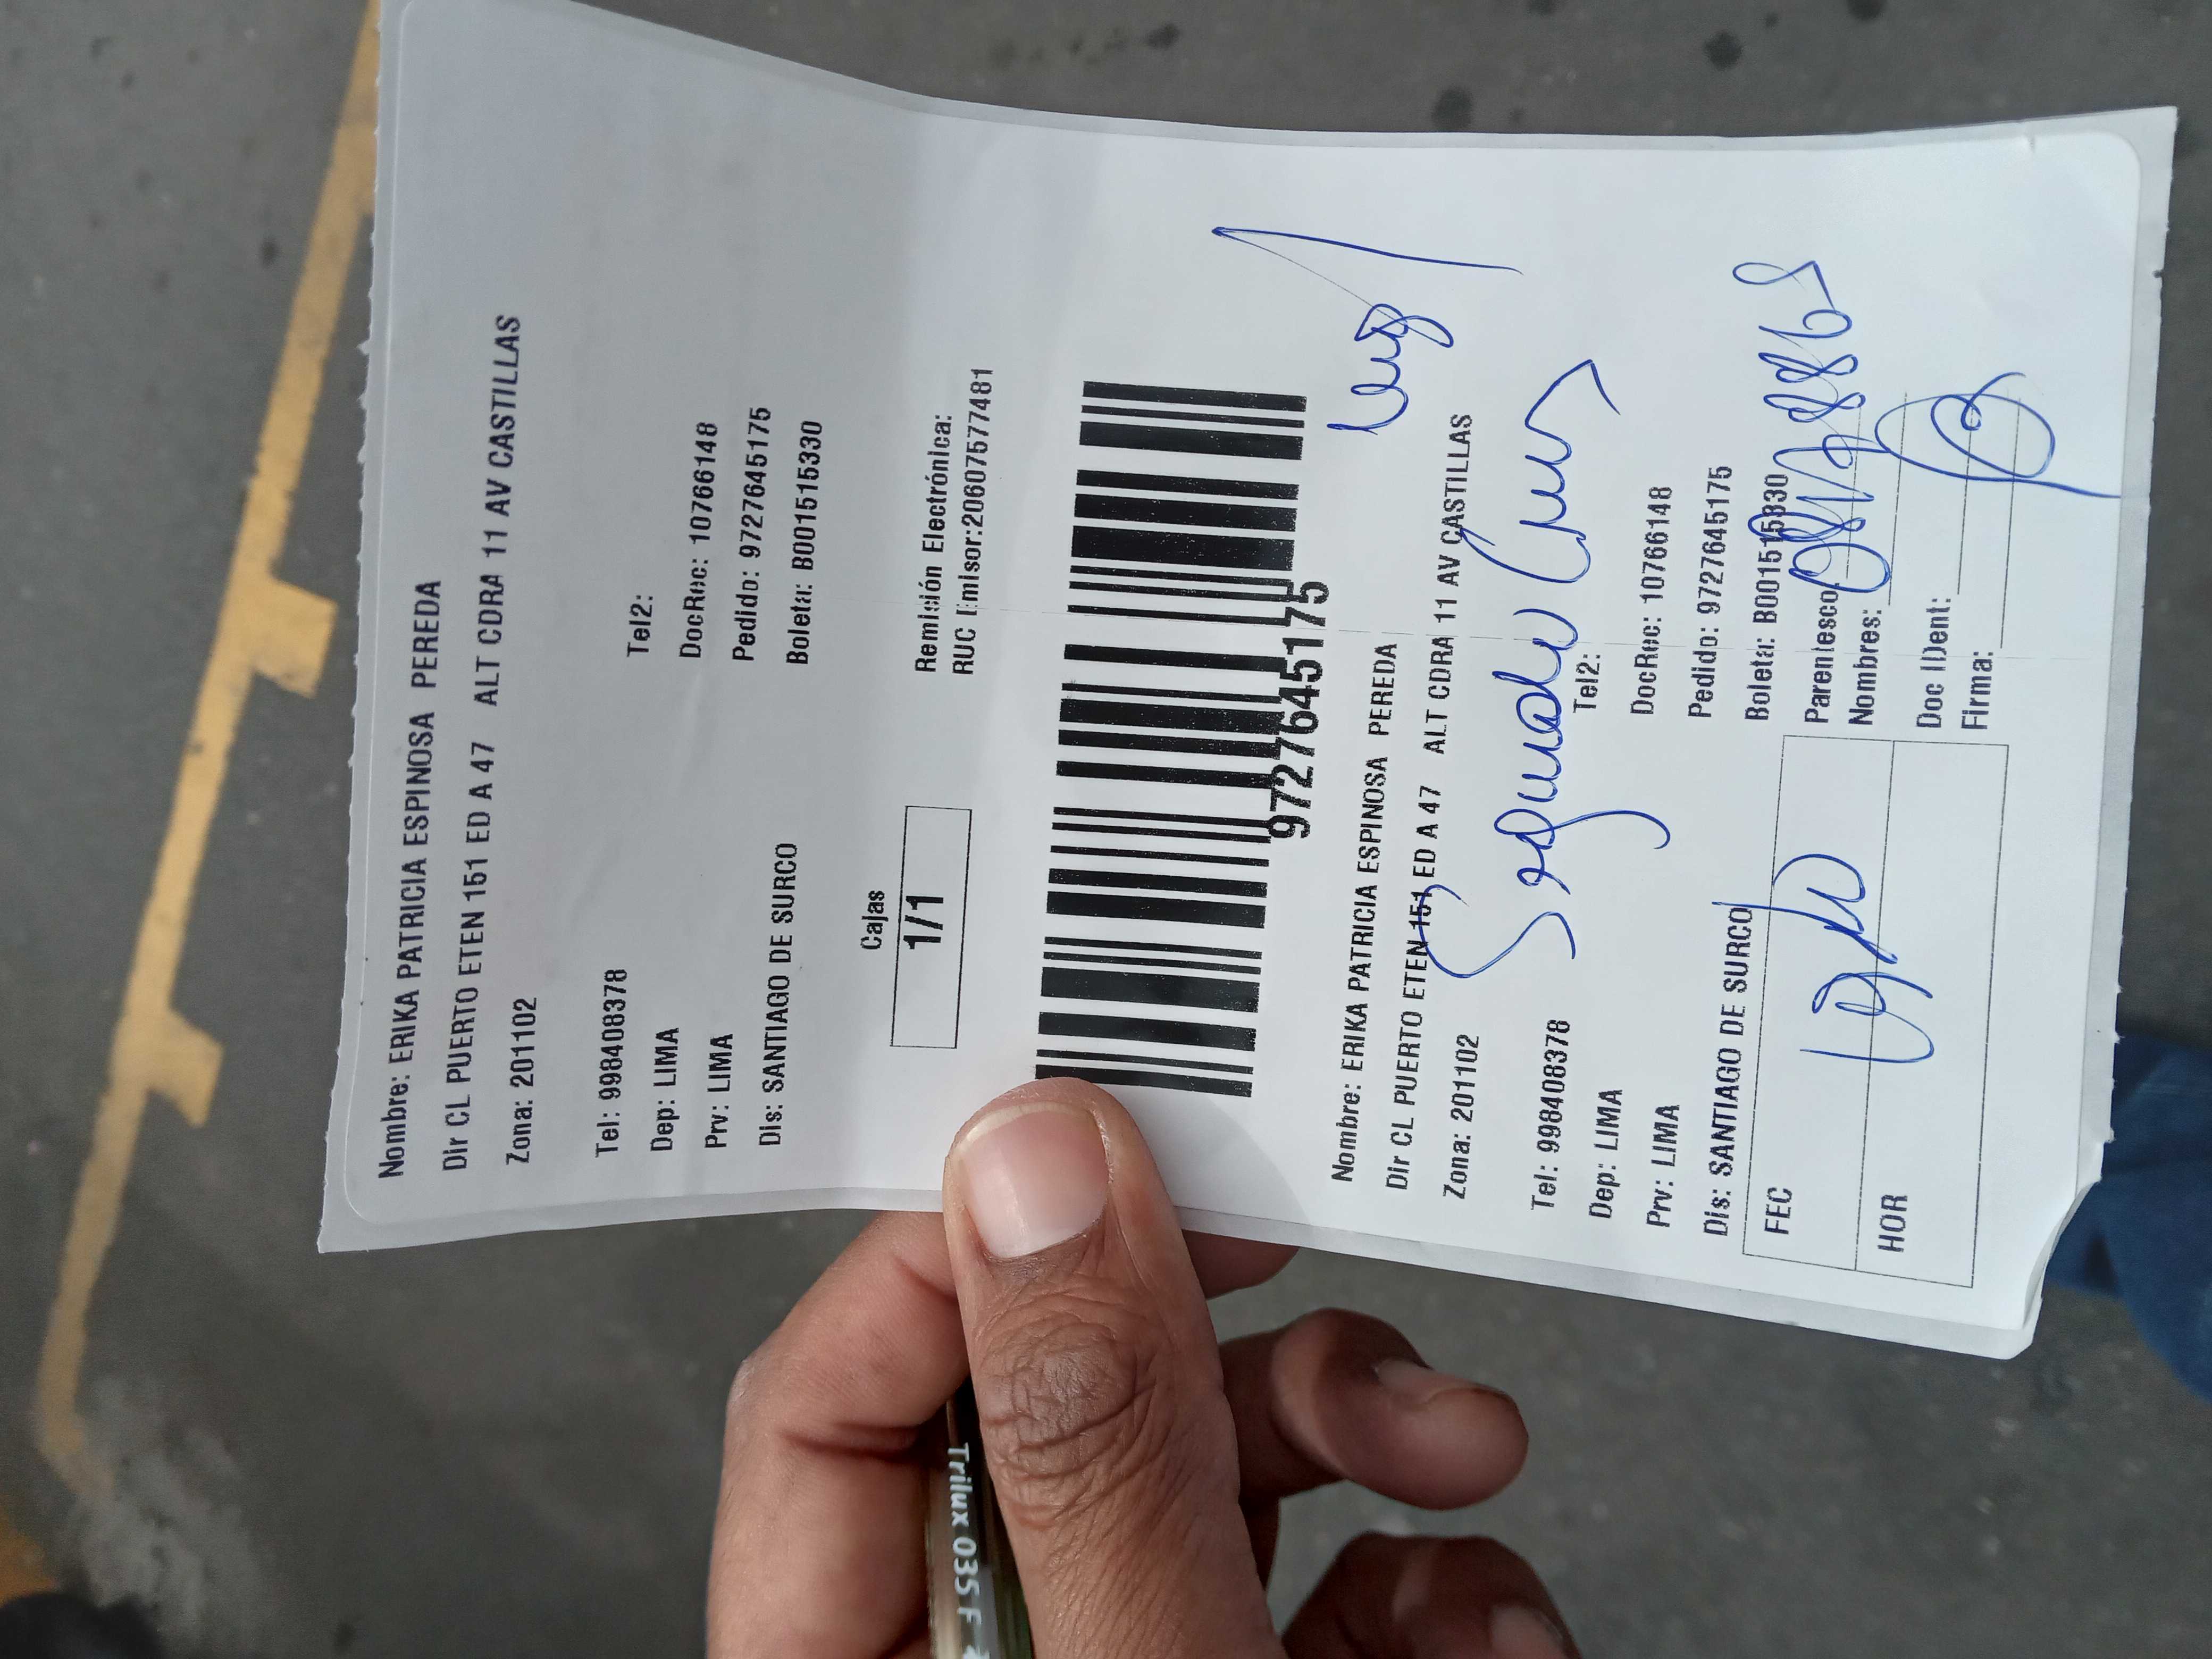 Nombre: ERIKA PATRICIA ESPINOSA PEREDA
Dir CL PUERTO ETEN 151 ED A 47 ALT CDRA 11 AV CASTILLAS
Zona: 201102
Tel: 998408378 Tel2:
Dep: LIMA DocRec: 10766148
Prv: LIMA Pedido: 9727645175
Dis: SANTIAGO DE SURCO Boleta: B001515330
Cajas
1/1
Remisión Electrónica:
RUC Emisor:20607577481
9727645175
Nombre: ERIKA PATRICIA ESPINOSA PEREDA
Dir CL PUERTO ETEN 151 ED A 47 ALT CDRA 11 AV CASTILLAS
Zona: 201102
Segundo
Tel: 998408378 Tel2:
Dep: LIMA DocRec: 10766148
Prv: LIMA Pedido: 9727645175
Dis: SANTIAGO DE SURCO Boleta: B001515330
FEC
HOR
Parentesco
Nombres:
Doc IDent:
Firma:
Trilux 035 F